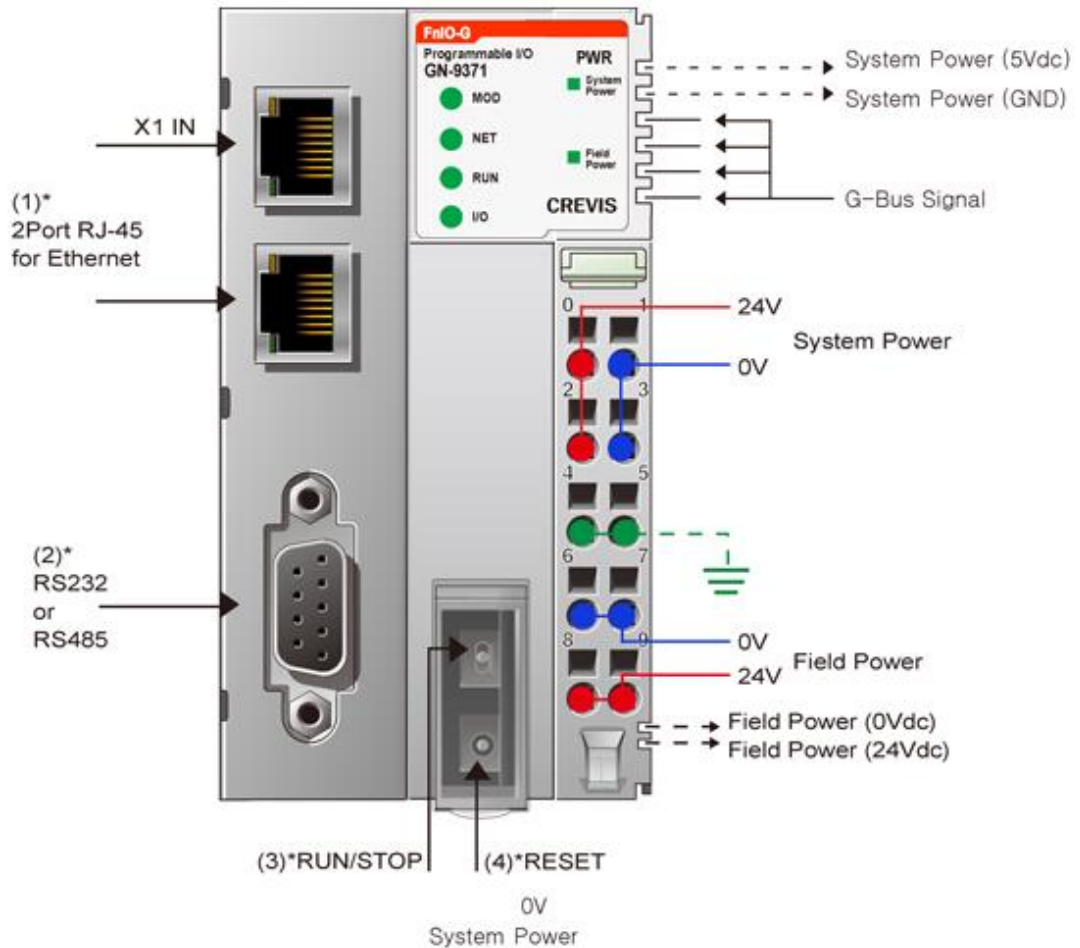 FnIO-G
Programmable I/O
GN-9371
PWR
MOD
System
Power
NET
RUN
Field
Power
I/O
CREVIS
System Power (5Vdc)
System Power (GND)
G-Bus Signal
X1 IN
(1)*
2Port RJ-45
for Ethernet
0 1
24V
System Power
0V
2 3
4 5
6 7
0V
8 9
Field Power
24V
Field Power (0Vdc)
Field Power (24Vdc)
(2)*
RS232
or
RS485
(3)*RUN/STOP
(4)*RESET
0V
System Power